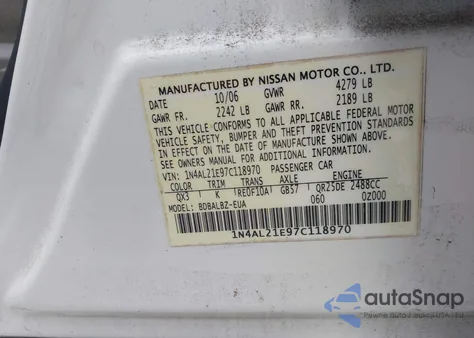 MANUFACTURED BY NISSAN MOTOR CO., LTD.
DATE 10/06 GVWR 4279 LB
GAWR FR. 2242 LB GAWR RR. 2189 LB
THIS VEHICLE CONFORMS TO ALL APPLICABLE FEDERAL MOTOR
VEHICLE SAFETY, BUMPER AND THEFT PREVENTION STANDARDS
IN EFFECT ON THE DATE OF MANUFACTURE SHOWN ABOVE.
SEE OWNERS MANUAL FOR ADDITIONAL INFORMATION.
VIN: 1N4AL21E97C118970 PASSENGER CAR
COLOR TRIM TRANS AXLE ENGINE
QX3 K (RE0F10A) GB57 QR25DE 2488CC
MODEL: BDBALBZ-EUA 060 0Z000
1N4AL21E97C118970
autoSnap